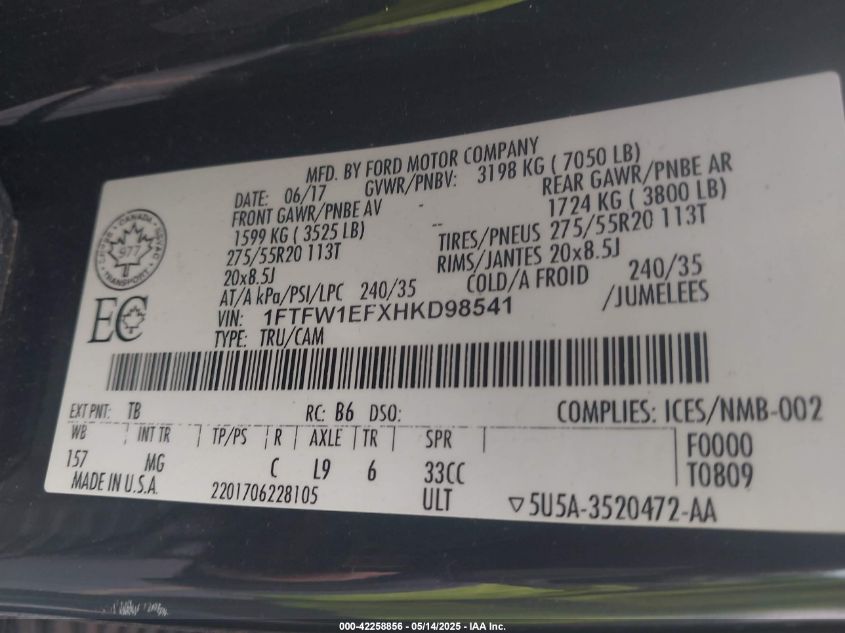 MFD. BY FORD MOTOR COMPANY
DATE: 06/17 GVWR/PNBV: 3198 KG ( 7050 LB)
FRONT GAWR/PNBE AV - REAR GAWR/PNBE AR
1599 KG ( 3525 LB) -- 1724 KG ( 3800 LB)
275/55R20 113T TIRES/PNEUS 275/55R20 113T
20x8.5J RIMS/JANTES 20x8.5J
AT/A kPa/PSI/LPC 240/35 COLD/A FROID 240/35
VIN: 1FTFW1EFXHKD98541 /JUMELEES
TYPE: TRU/CAM
CANADA
977
TRANSPORT
EC
EXT PNT: TB RC: B6 DSO: COMPLIES: ICES/NMB-002
WB INT TR TP/PS R AXLE TR SPR F0000
157 MG C L9 6 33CC T0809
MADE IN U.S.A. 2201706228105 ULT 5U5A-3520472-AA
000-42258856 - 05/14/2025 - IAA Inc.